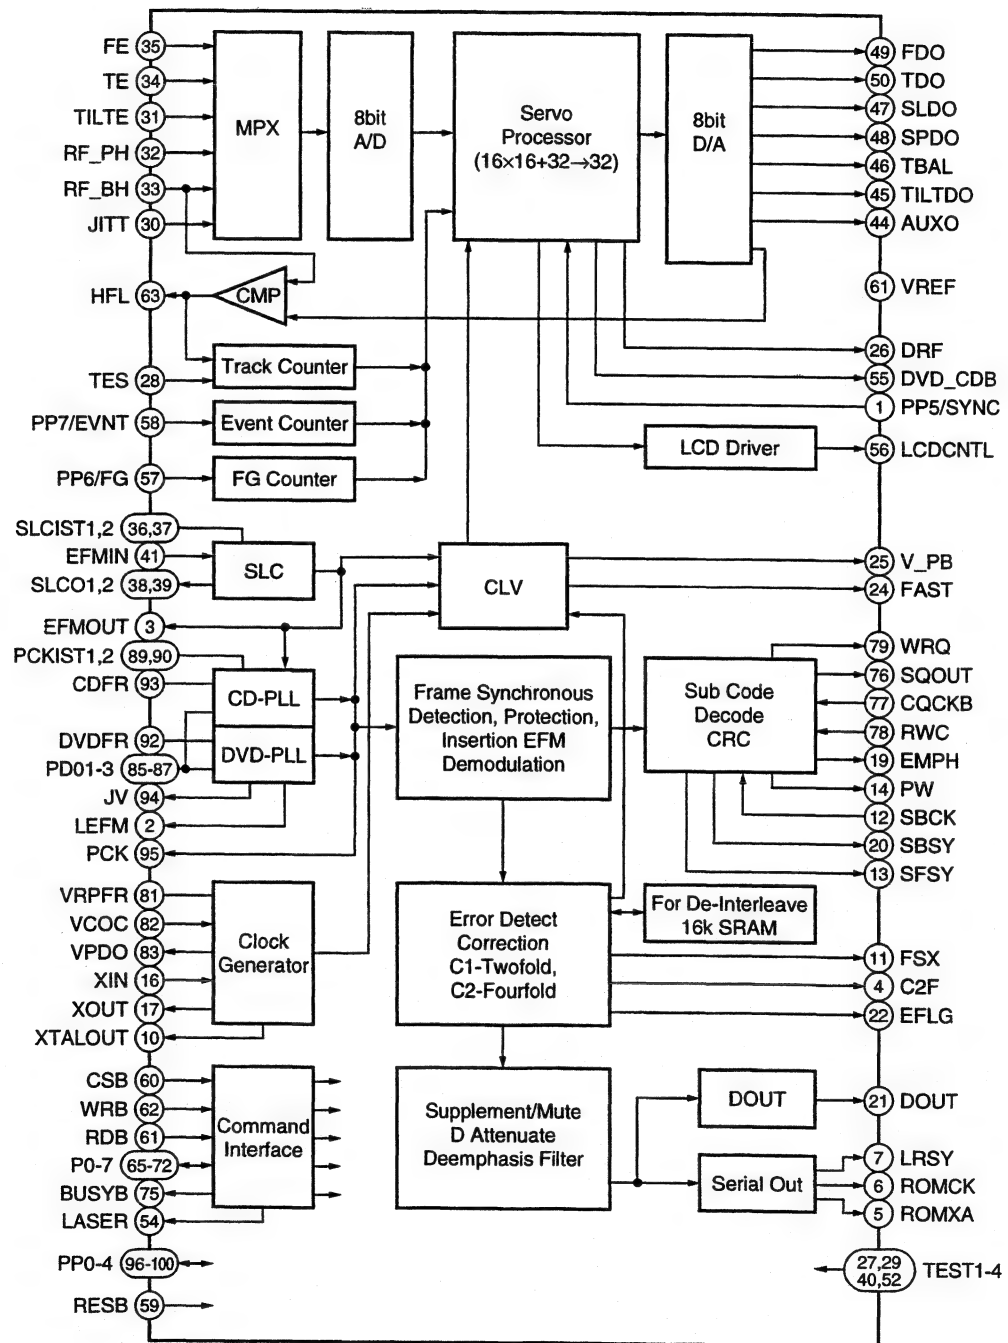 FE 35
TE 34
TILTE 31
RF_PH 32
RF_BH 33
JITT 30
HFL 63
TES 28
PP7/EVNT 58
PP6/FG 57
SLCIST1,2 36,37
EFMIN 41
SLCO1,2 38,39
EFMOUT 3
PCKIST1,2 89,90
CDFR 93
DVDFR 92
PD01-3 85-87
JV 94
LEFM 2
PCK 95
VRPFR 81
VCOC 82
VPDO 83
XIN 16
XOUT 17
XTALOUT 10
CSB 60
WRB 62
RDB 61
P0-7 65-72
BUSYB 75
LASER 54
PP0-4 96-100
RESB 59
MPX
8bit
A/D
Servo
Processor
(16×16+32→32)
8bit
D/A
CMP
Track Counter
Event Counter
FG Counter
LCD Driver
SLC
CLV
CD-PLL
DVD-PLL
Frame Synchronous
Detection, Protection,
Insertion EFM
Demodulation
Sub Code
Decode
CRC
Clock
Generator
Error Detect
Correction
C1-Twofold,
C2-Fourfold
For De-Interleave
16k SRAM
Command
Interface
Supplement/Mute
D Attenuate
Deemphasis Filter
DOUT
Serial Out
49 FDO
50 TDO
47 SLDO
48 SPDO
46 TBAL
45 TILTDO
44 AUXO
61 VREF
26 DRF
55 DVD_CDB
1 PP5/SYNC
56 LCDCNTL
25 V_PB
24 FAST
79 WRQ
76 SQOUT
77 CQCKB
78 RWC
19 EMPH
14 PW
12 SBCK
20 SBSY
13 SFSY
11 FSX
4 C2F
22 EFLG
21 DOUT
7 LRSY
6 ROMCK
5 ROMXA
27,29
40,52 TEST1-4